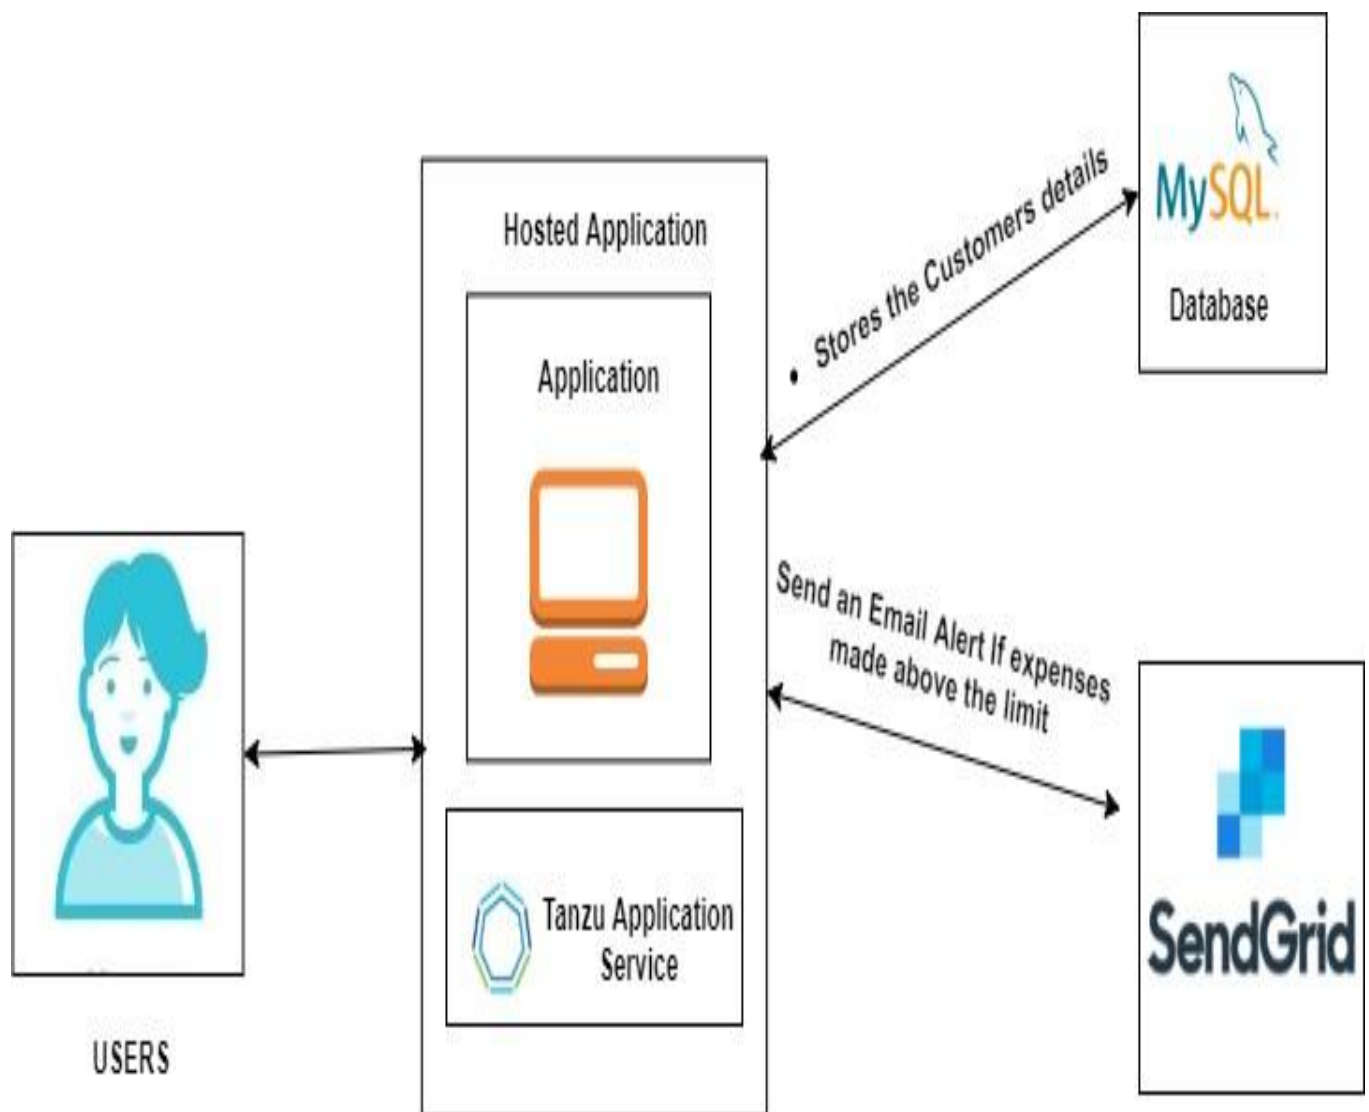 MySQL.
Database
Hosted Application
Application
• Stores the Customers details
Send an Email Alert If expenses
made above the limit
Tanzu Application
Service
SendGrid
USERS